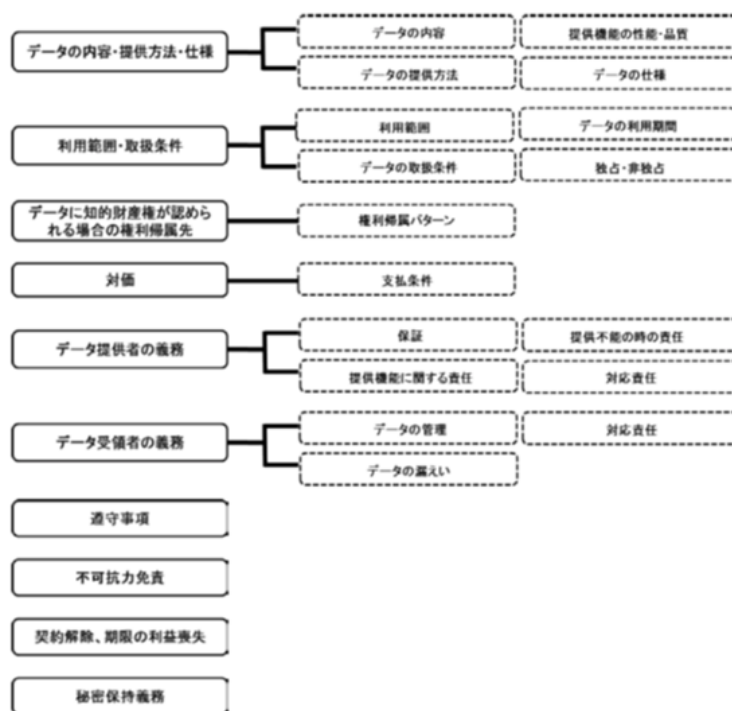 データの内容・提供方法・仕様
データの内容
提供機能の性能・品質
データの提供方法
データの仕様
利用範囲・取扱条件
利用範囲
データの利用期間
データの取扱条件
独占・非独占
データに知的財産権が認めら
れる場合の権利帰属先
権利帰属パターン
対価
支払条件
データ提供者の義務
保証
提供不能の時の責任
提供機能に関する責任
対応責任
データ受領者の義務
データの管理
対応責任
データの漏えい
遵守事項
不可抗力免責
契約解除、期限の利益喪失
秘密保持義務